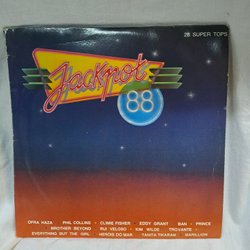 28 SUPER TOPS
Jackpot
88
OFRA HAZA PHIL COLLINS · CLIMIE FISHER · EDDY GRANT · BAN · PRINCE
BROTHER BEYOND · RUI VELOSO · KIM WILDE · TROVANTE ·
EVERYTHING BUT THE GIRL · HERÓIS DO MAR · TANITA TIKARAM · MARILLION